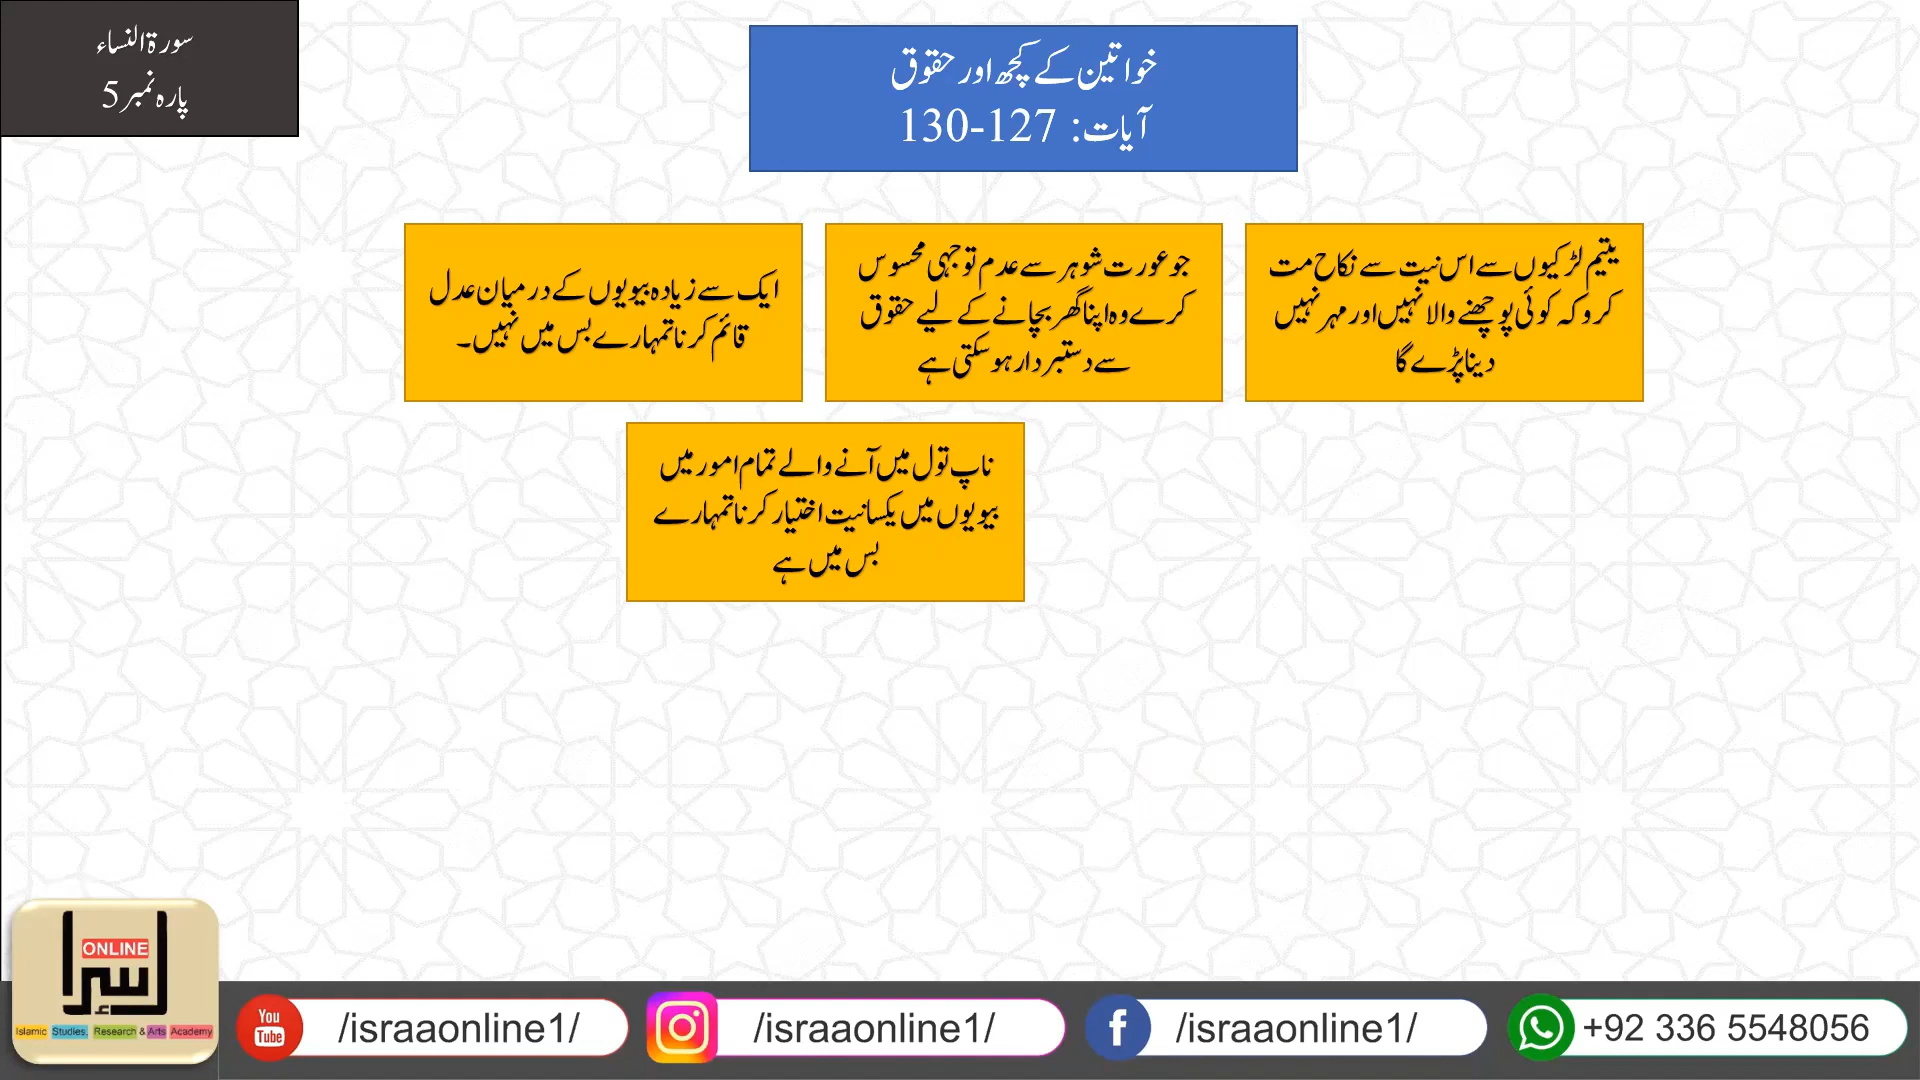 سورۃ النساء
پارہ نمبر 5
خواتین کے کچھ اور حقوق
آیات: 127-130
یتیم لڑکیوں سے اس نیت سے نکاح مت
کرو کہ کوئی پوچھنے والا نہیں اور مہر نہیں
دینا پڑے گا
جو عورت شوہر سے عدم توجہی محسوس
کرے وہ اپنا گھر بچانے کے لیے حقوق
سے دستبردار ہو سکتی ہے
ایک سے زیادہ بیویوں کے درمیان عدل
قائم کرنا تمہارے بس میں نہیں۔
ناپ تول میں آنے والے تمام امور میں
بیویوں میں یکسانیت اختیار کرنا تمہارے
بس میں ہے
ONLINE
إسرا
Islamic Studies, Research & Arts Academy
You
Tube
/israaonline1/
/israaonline1/
/israaonline1/
+92 336 5548056